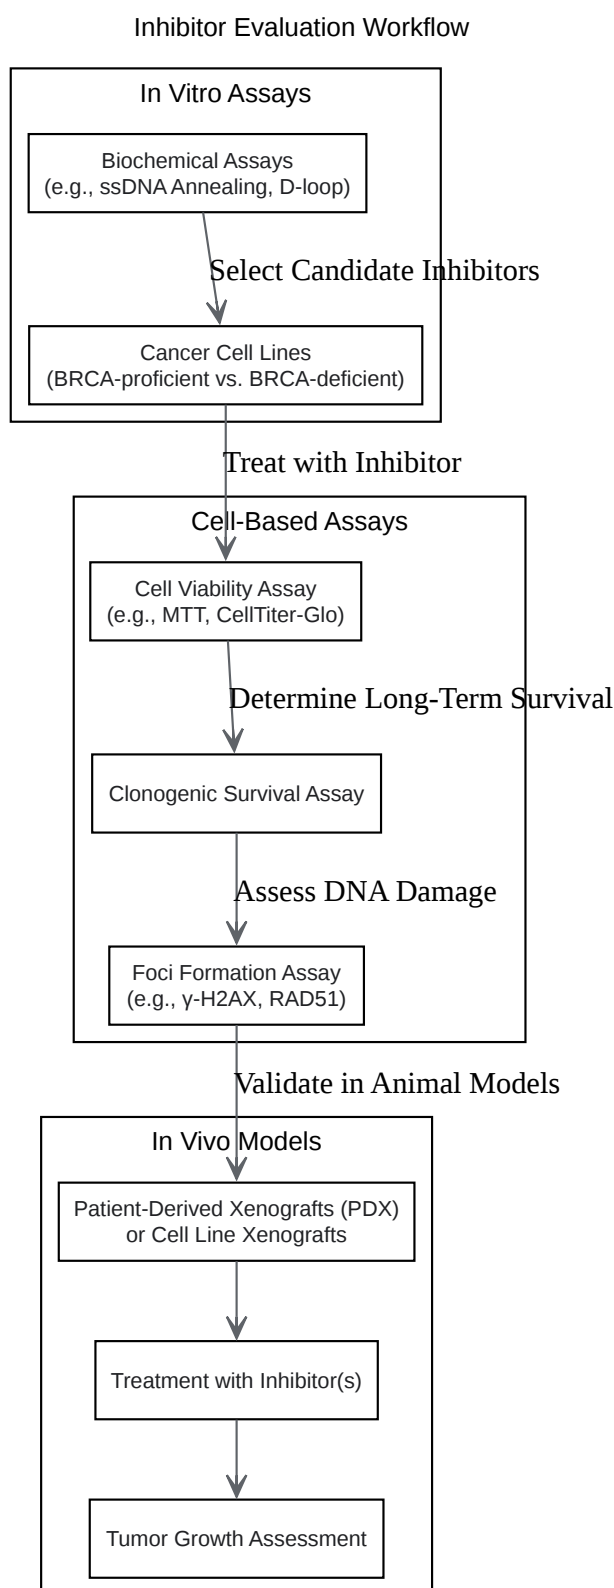 Inhibitor Evaluation Workflow
In Vitro Assays
Biochemical Assays
(e.g., ssDNA Annealing, D-loop)
Select Candidate Inhibitors
Cancer Cell Lines
(BRCA-proficient vs. BRCA-deficient)
Treat with Inhibitor
Cell-Based Assays
Cell Viability Assay
(e.g., MTT, CellTiter-Glo)
Determine Long-Term Survival
Clonogenic Survival Assay
Assess DNA Damage
Foci Formation Assay
(e.g., γ-H2AX, RAD51)
Validate in Animal Models
In Vivo Models
Patient-Derived Xenografts (PDX)
or Cell Line Xenografts
Treatment with Inhibitor(s)
Tumor Growth Assessment